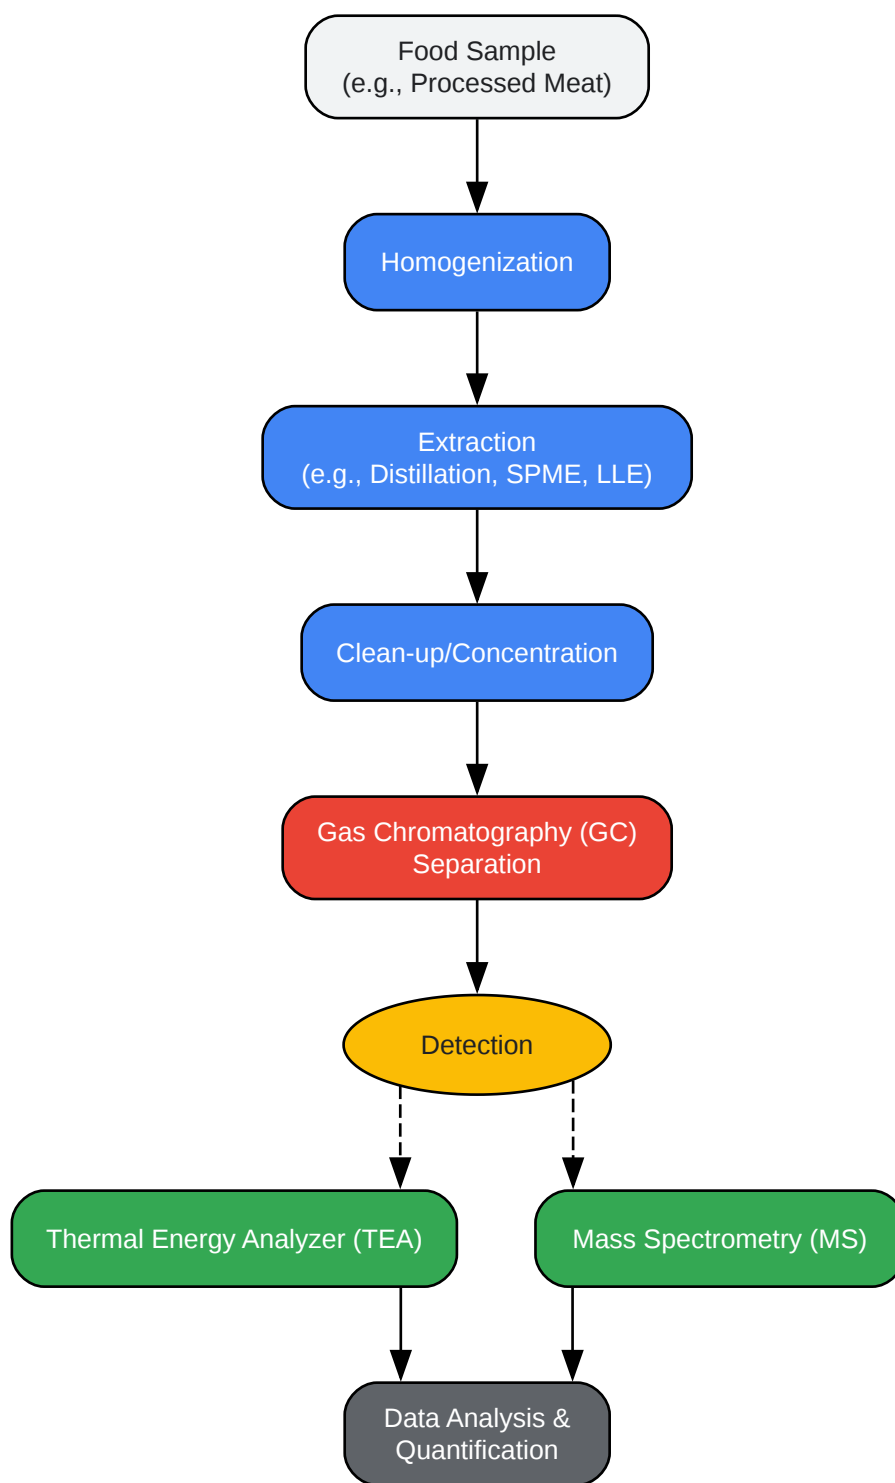 Food Sample
(e.g., Processed Meat)
Homogenization
Extraction
(e.g., Distillation, SPME, LLE)
Clean-up/Concentration
Gas Chromatography (GC)
Separation
Detection
Thermal Energy Analyzer (TEA)
Mass Spectrometry (MS)
Data Analysis &
Quantification